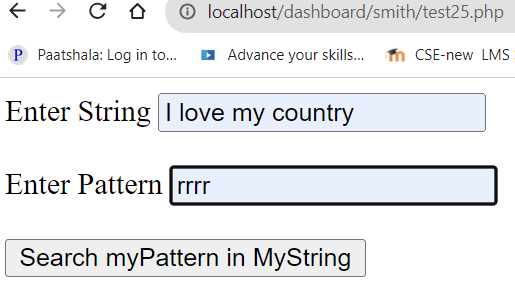 localhost/dashboard/smith/test25.php
P Paatshala: Log in to... Advance your skills... CSE-new LMS
Enter String I love my country
Enter Pattern rrrr
Search myPattern in MyString